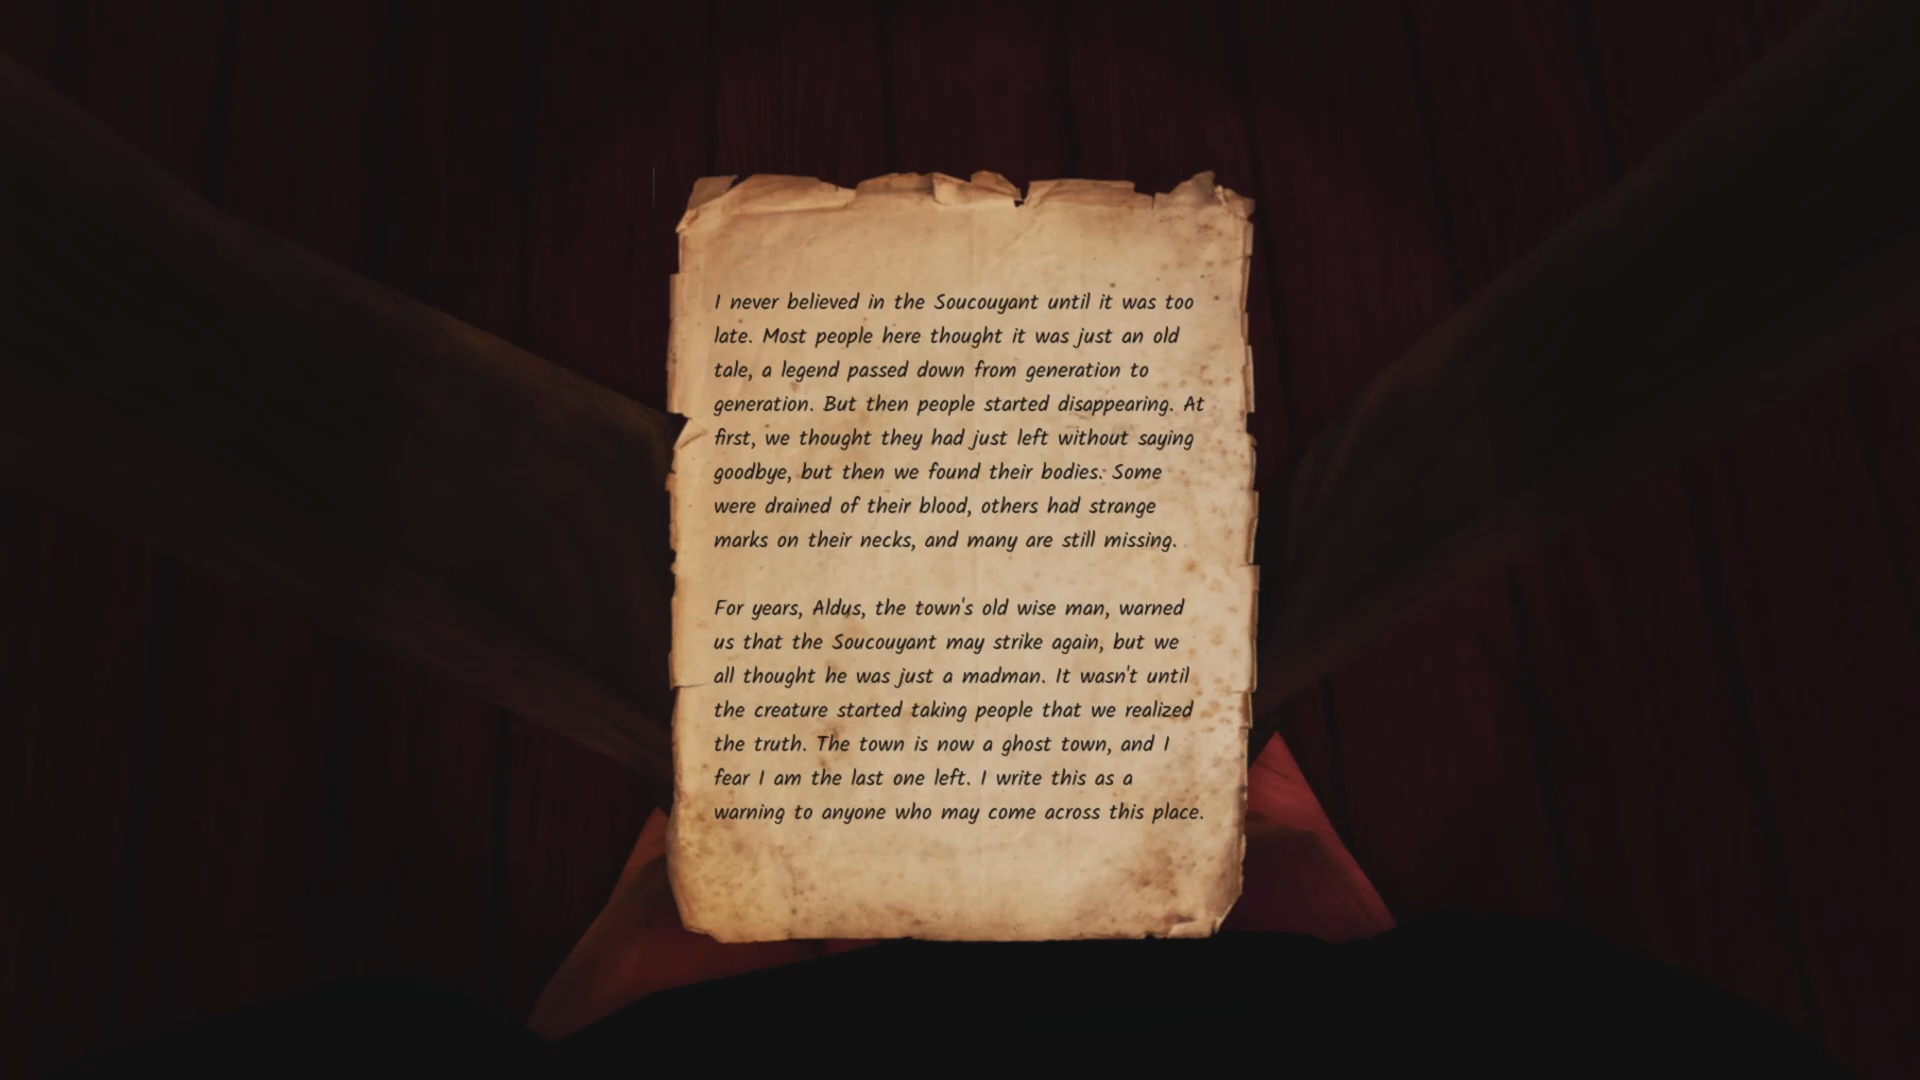 I never believed in the Soucouyant until it was too
late. Most people here thought it was just an old
tale, a legend passed down from generation to
generation. But then people started disappearing. At
first, we thought they had just left without saying
goodbye, but then we found their bodies. Some
were drained of their blood, others had strange
marks on their necks, and many are still missing.
For years, Aldus, the town's old wise man, warned
us that the Soucouyant may strike again, but we
all thought he was just a madman. It wasn't until
the creature started taking people that we realized
the truth. The town is now a ghost town, and I
fear I am the last one left. I write this as a
warning to anyone who may come across this place.